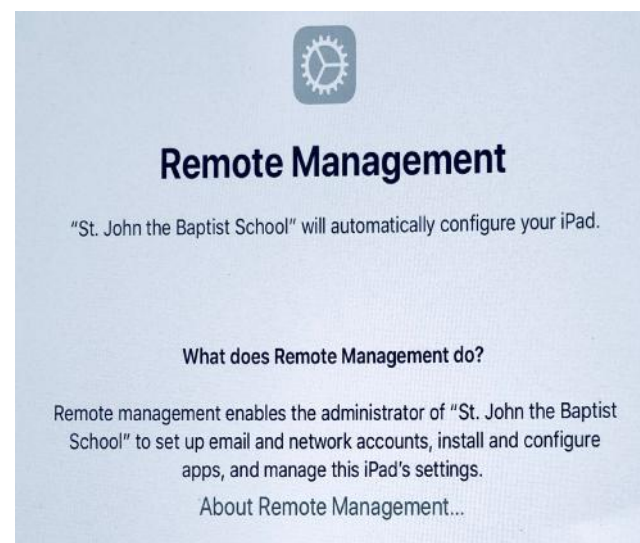 Remote Management
"St. John the Baptist School" will automatically configure your iPad.
What does Remote Management do?
Remote management enables the administrator of "St. John the Baptist
School" to set up email and network accounts, install and configure
apps, and manage this iPad's settings.
About Remote Management...